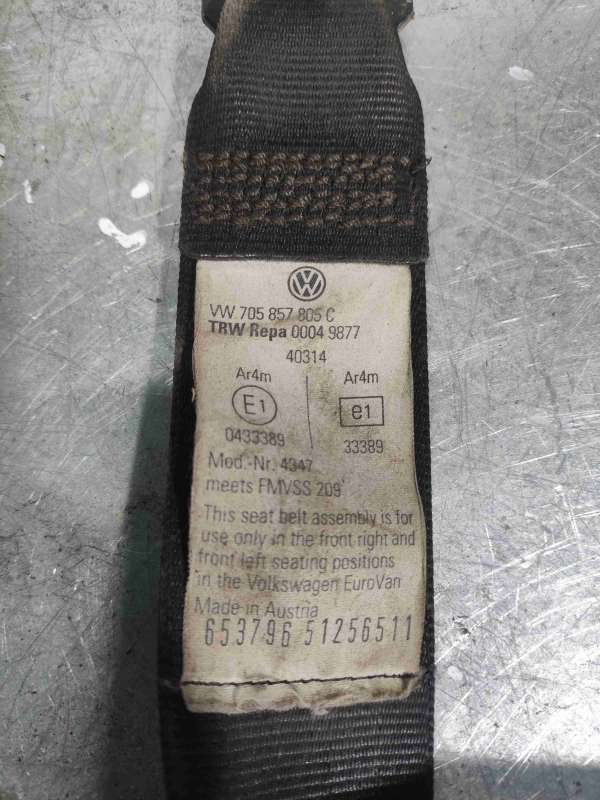 VW 705 857 805 C
TRW Repa 0004 9877
40314
Ar4m Ar4m
E1 e1
0433389 33389
Mod.-Nr. 4347
meets FMVSS 209
This seat belt assembly is for
use only in the front right and
front left seating positions
in the Volkswagen EuroVan
Made in Austria
653796 51256511